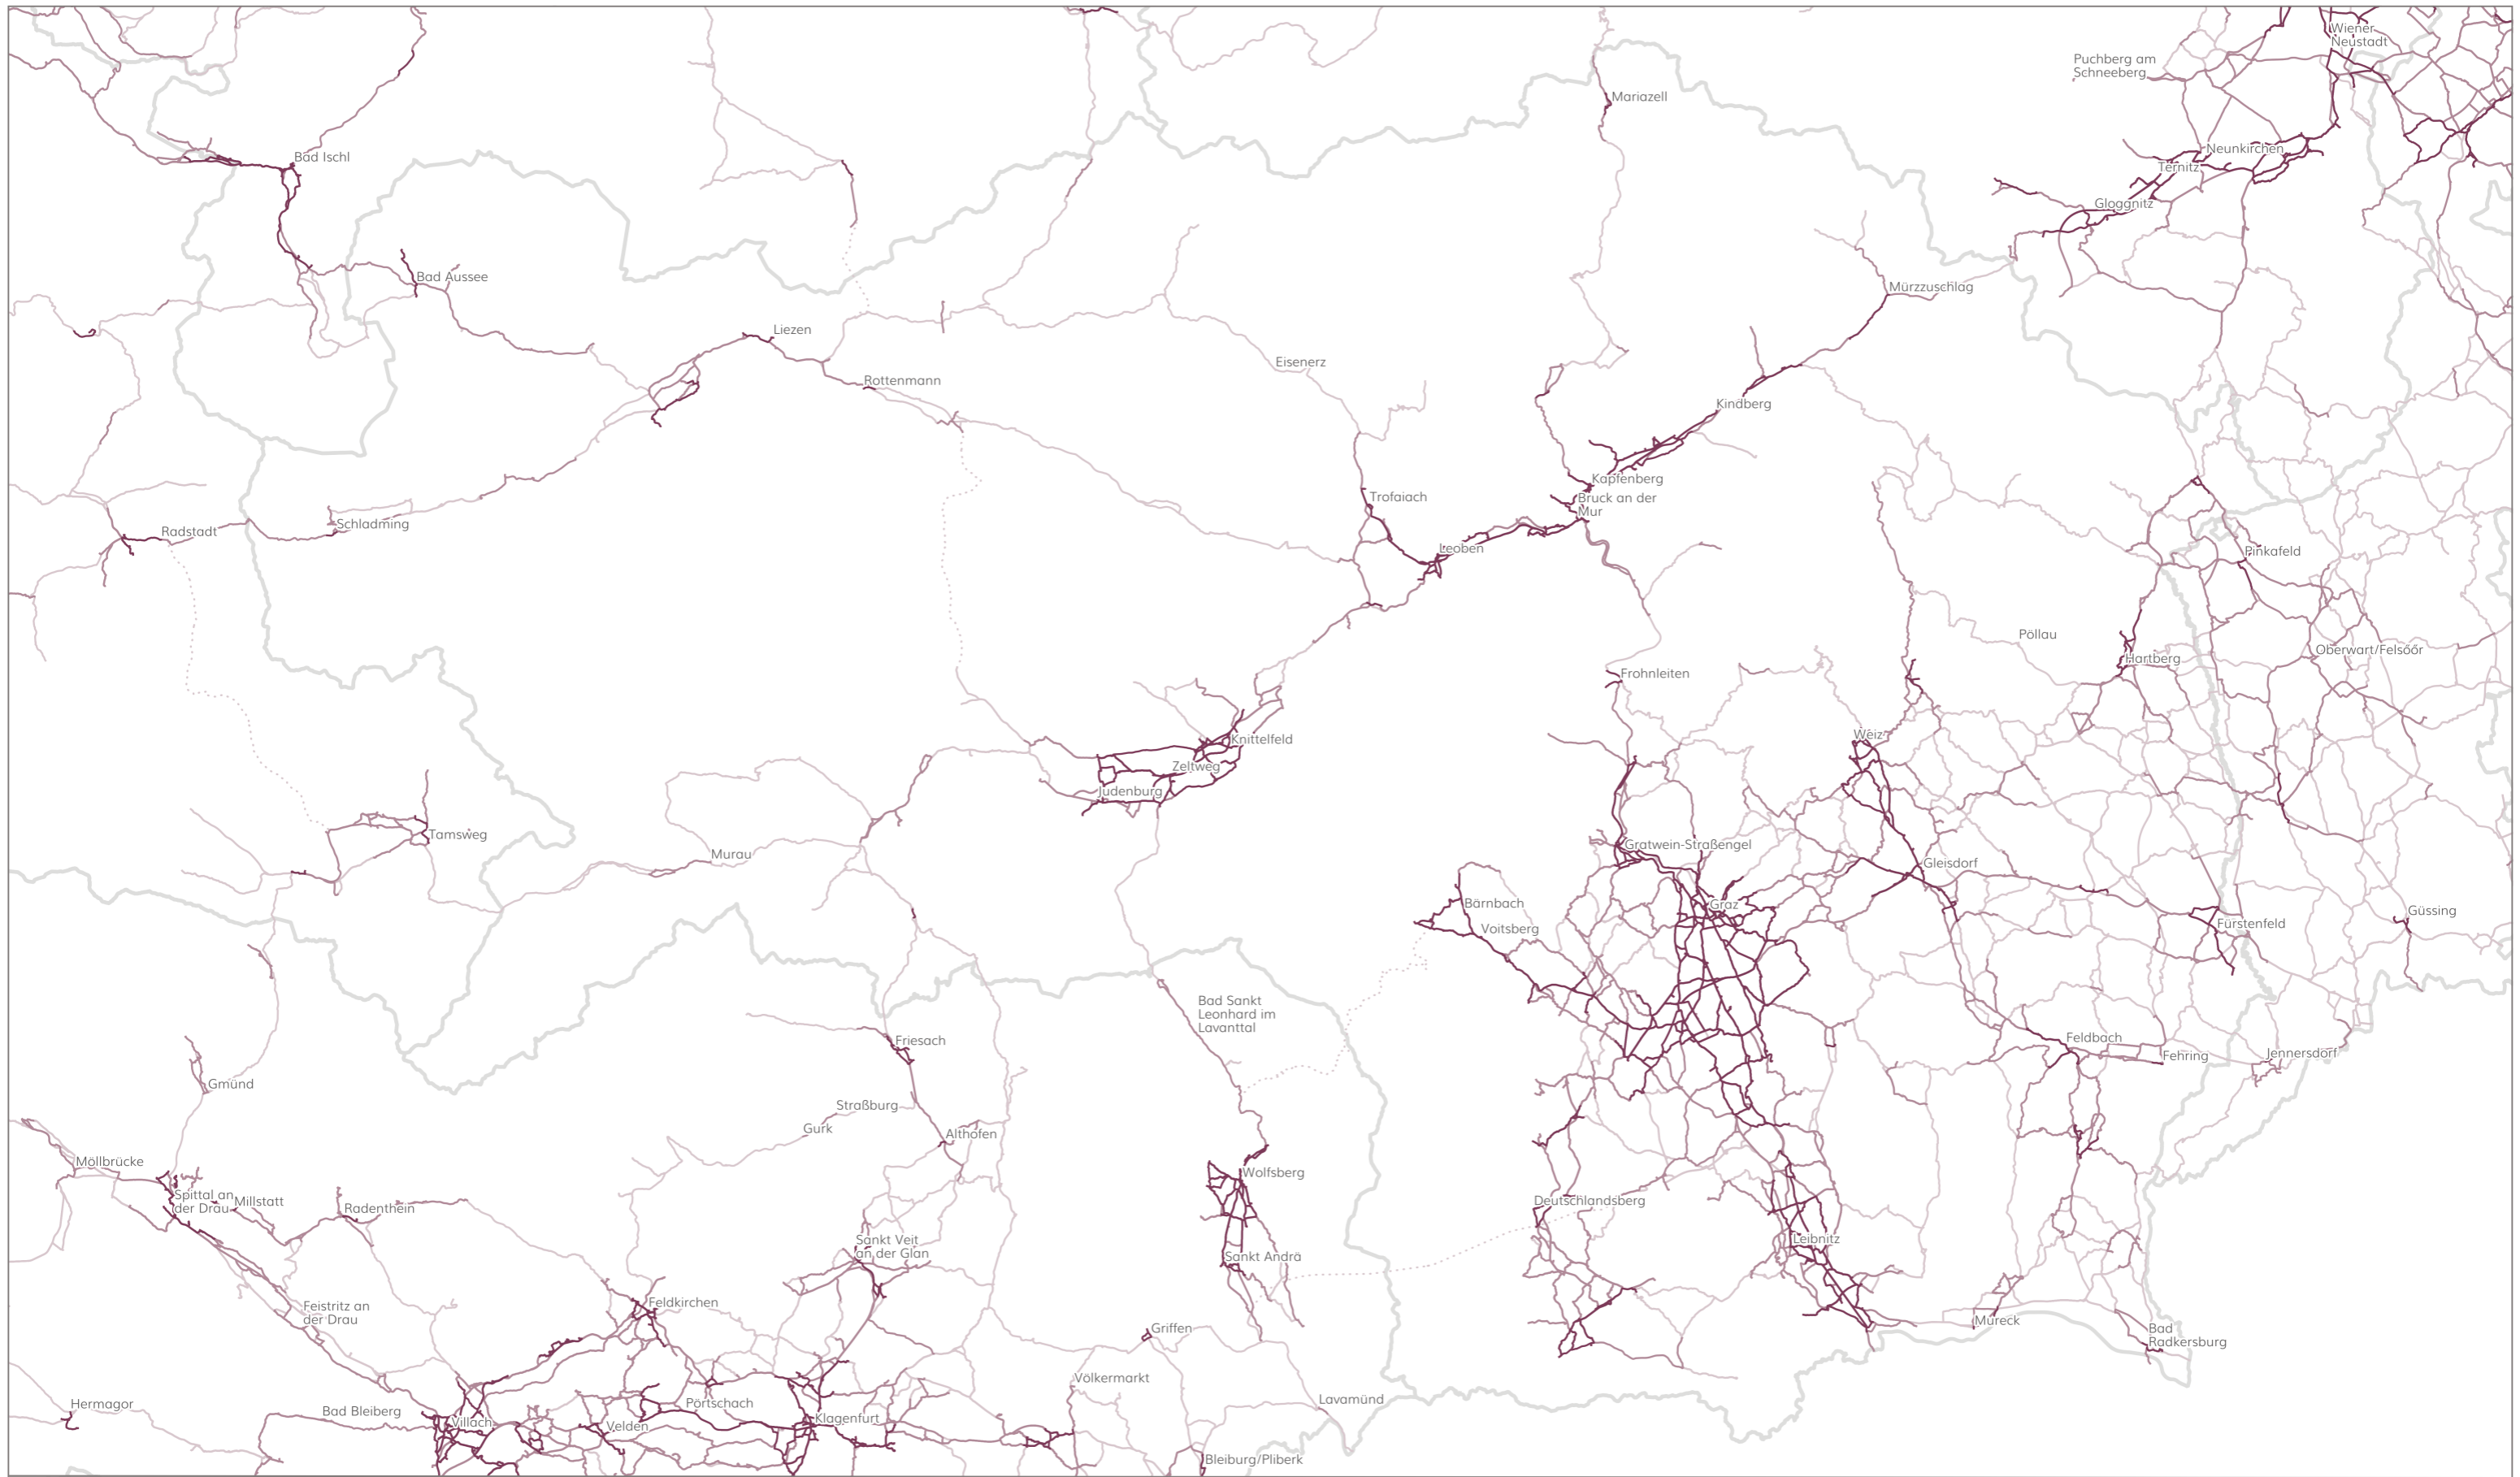 Wiener
Neustadt
Puchberg am
Schneeberg
Mariazell
Neunkirchen
Bad Ischl
Ternitz
Gloggnitz
Bad Aussee
Mürzzuschlag
Liezen
Eisenerz
Rottenmann
Kindberg
Kapfenberg
Trofaiach
Bruck an der
Mur
Schladming
Radstadt
Leoben
Pinkafeld
Pöllau
Oberwart/Felsőőr
Hartberg
Frohnleiten
Weiz
Knittelfeld
Zeltweg
Judenburg
Tamsweg
Gratwein-Straßengel
Murau
Gleisdorf
Bärnbach
Graz
Güssing
Fürstenfeld
Voitsberg
Bad Sankt
Leonhard im
Lavanttal
Feldbach
Friesach
Jennersdorf
Fehring
Gmünd
Straßburg
Gurk
Althofen
Möllbrücke
Wolfsberg
Spittal an
der Drau
Millstatt
Deutschlandsberg
Radenthein
Sankt Veit
an der Glan
Leibnitz
Sankt Andrä
Feldkirchen
Feistritz an
der Drau
Mureck
Griffen
Bad
Radkersburg
Völkermarkt
Lavamünd
Pörtschach
Hermagor
Bad Bleiberg
Klagenfurt
Villach
Velden
Bleiburg/Pliberk